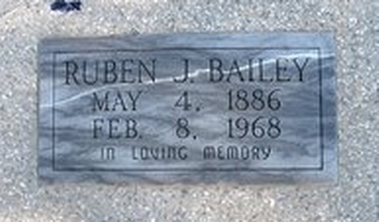 RUBEN J. BAILEY
MAY 4, 1886
FEB. 8, 1968
IN LOVING MEMORY